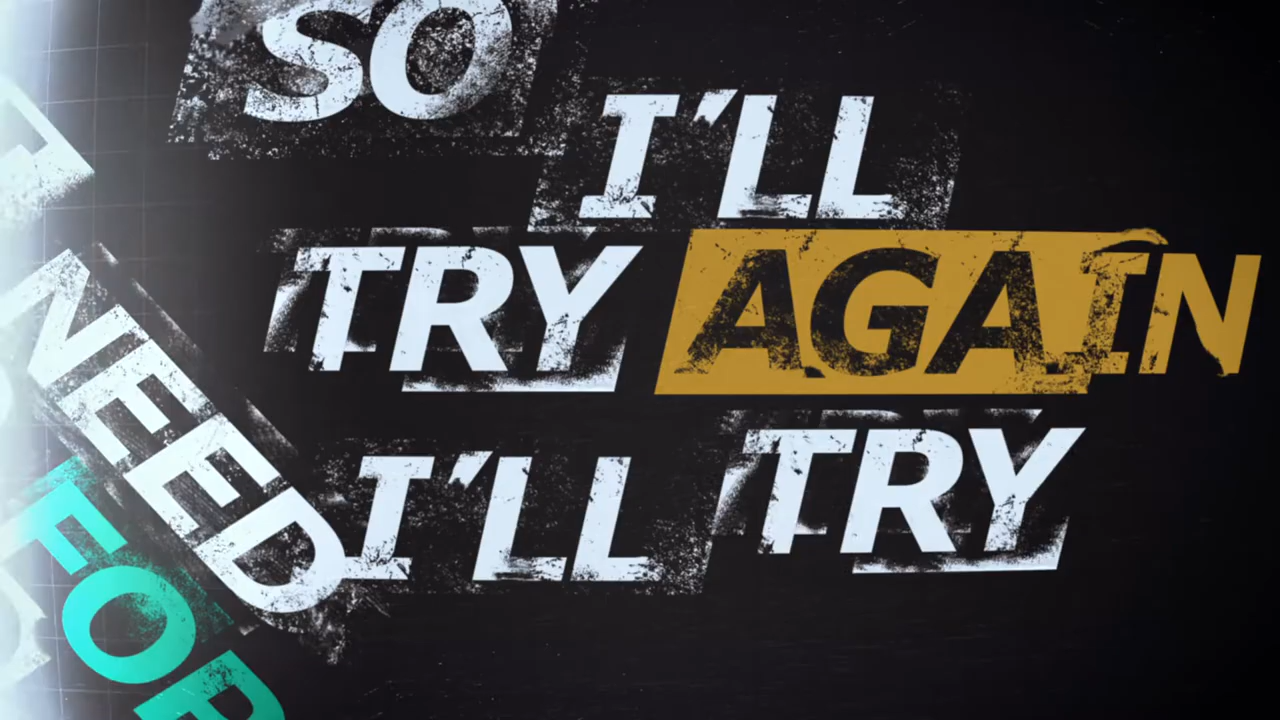 SO
I'LL
TRY AGAIN
I'LL TRY
NEED
FOR